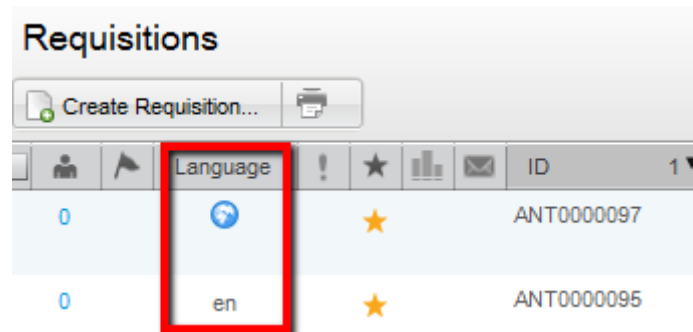 Requisitions
Create Requisition...
Language ! ID 1
0 ANT0000097
0 en ANT0000095